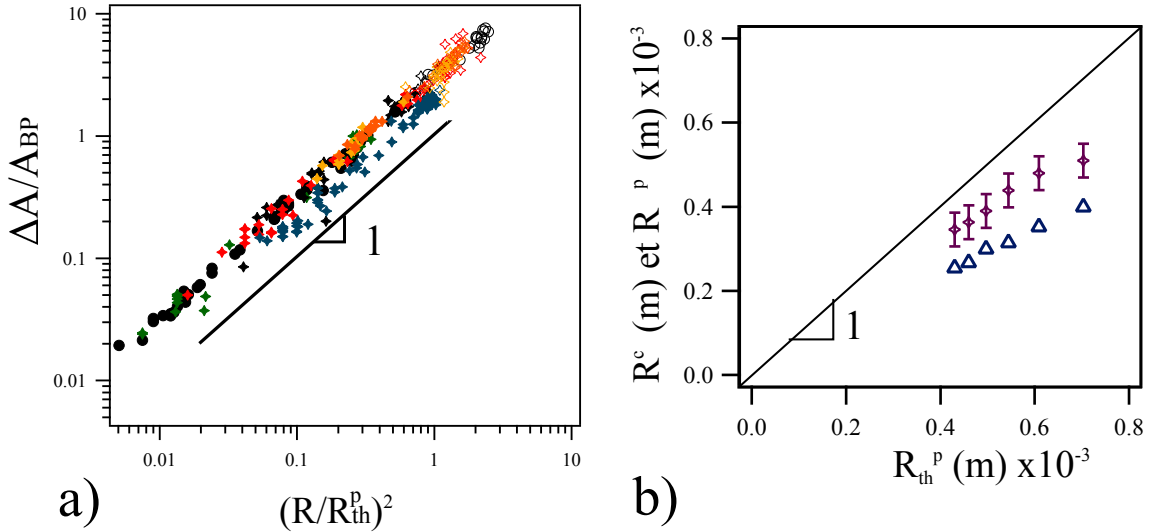 ΔA/A_BP
10
1
0.1
0.01
1
0.01 0.1 1 10
(R/R^p_th)^2
a)
R^c (m) et R^p (m) x10^-3
0.8
0.6
0.4
0.2
0.0
1
0.0 0.2 0.4 0.6 0.8
R_th^p (m) x10^-3
b)